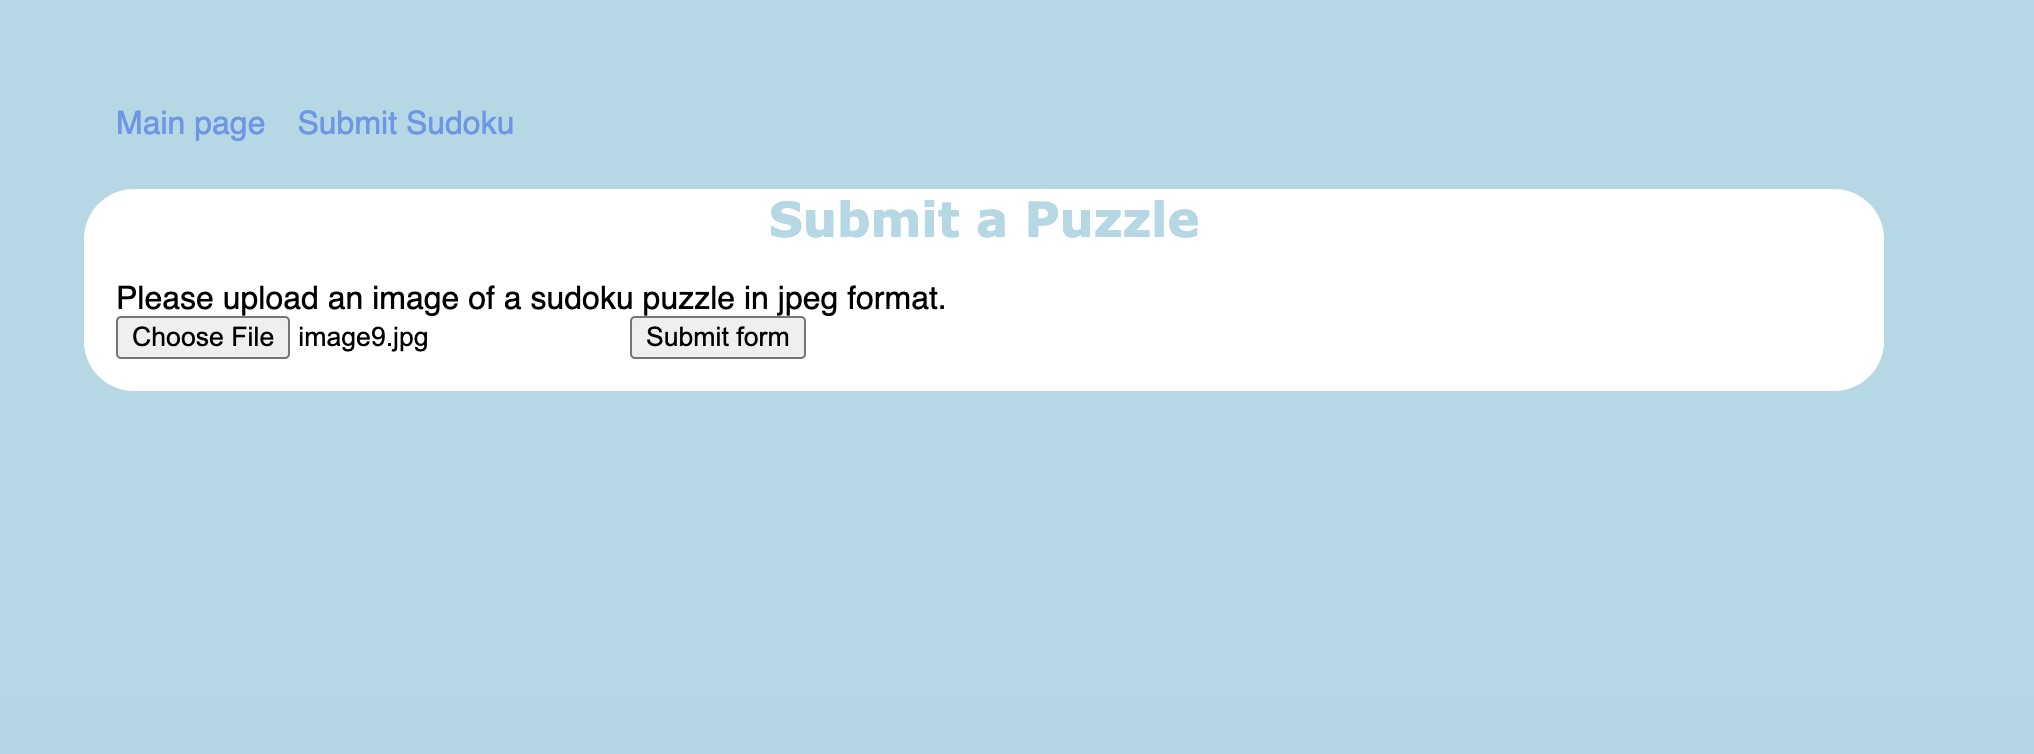 Main page Submit Sudoku
Submit a Puzzle
Please upload an image of a sudoku puzzle in jpeg format.
Choose File image9.jpg Submit form